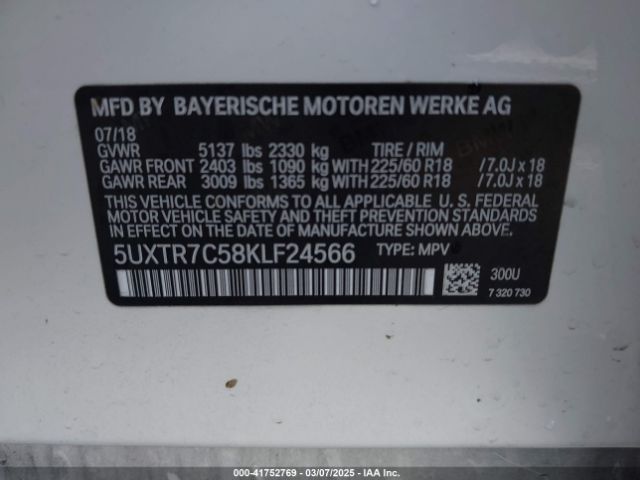 MFD BY BAYERISCHE MOTOREN WERKE AG
07/18
GVWR 5137 lbs 2330 kg TIRE / RIM
GAWR FRONT 2403 lbs 1090 kg WITH 225/60 R18 /7.0J x 18
GAWR REAR 3009 lbs 1365 kg WITH 225/60 R18 /7.0J x 18
THIS VEHICLE CONFORMS TO ALL APPLICABLE U. S. FEDERAL
MOTOR VEHICLE SAFETY AND THEFT PREVENTION STANDARDS
IN EFFECT ON THE DATE OF MANUFACTURE SHOWN ABOVE.
5UXTR7C58KLF24566 TYPE: MPV
300U
7 320 730
000-41752769 - 03/07/2025 - © IAA, Inc.